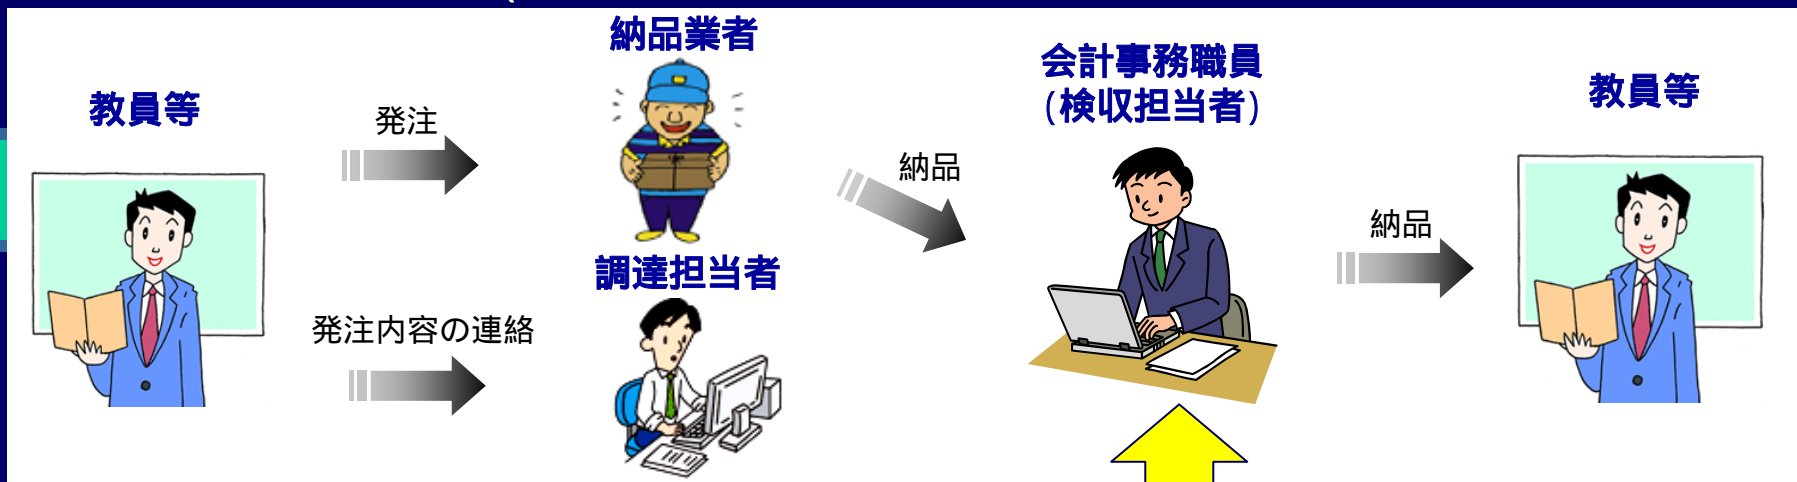 教員等
発注
納品業者
発注内容の連絡
調達担当者
納品
会計事務職員
(検収担当者)
納品
教員等